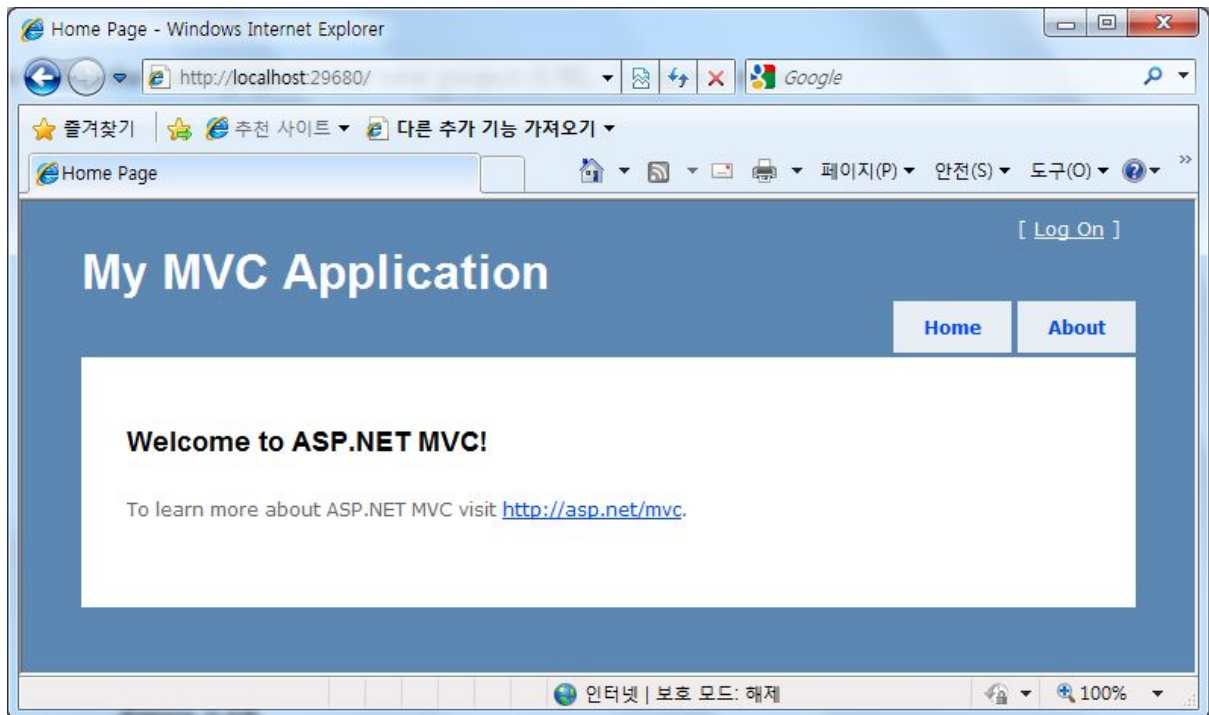 Home Page - Windows Internet Explorer
http://localhost:29680/
Google
즐겨찾기
추천 사이트
다른 추가 기능 가져오기
Home Page
페이지(P)
안전(S)
도구(O)
[ Log On ]
My MVC Application
Home
About
Welcome to ASP.NET MVC!
To learn more about ASP.NET MVC visit http://asp.net/mvc.
인터넷 | 보호 모드: 해제
100%